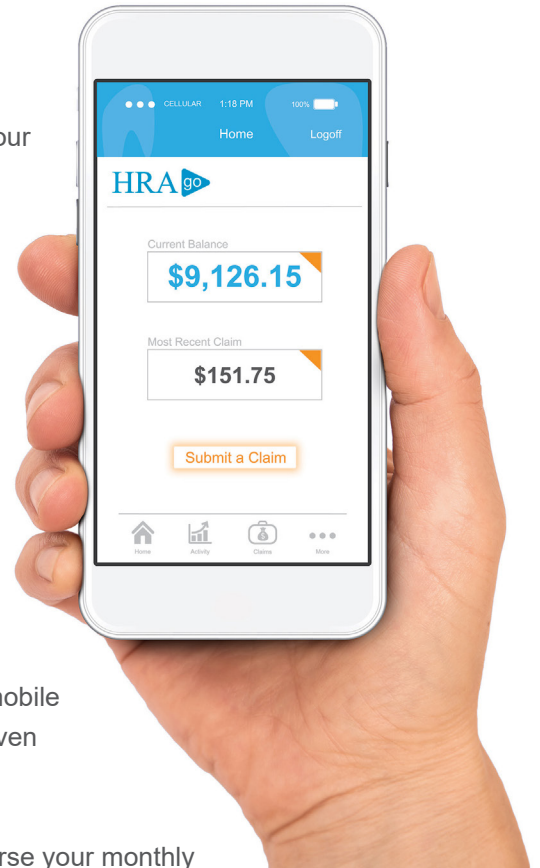 our
CELLULAR 1:18 PM 100%
Home Logoff
HRA go
Current Balance
$9,126.15
Most Recent Claim
$151.75
Submit a Claim
Home Activity Claims More
mobile
ven
rse your monthly